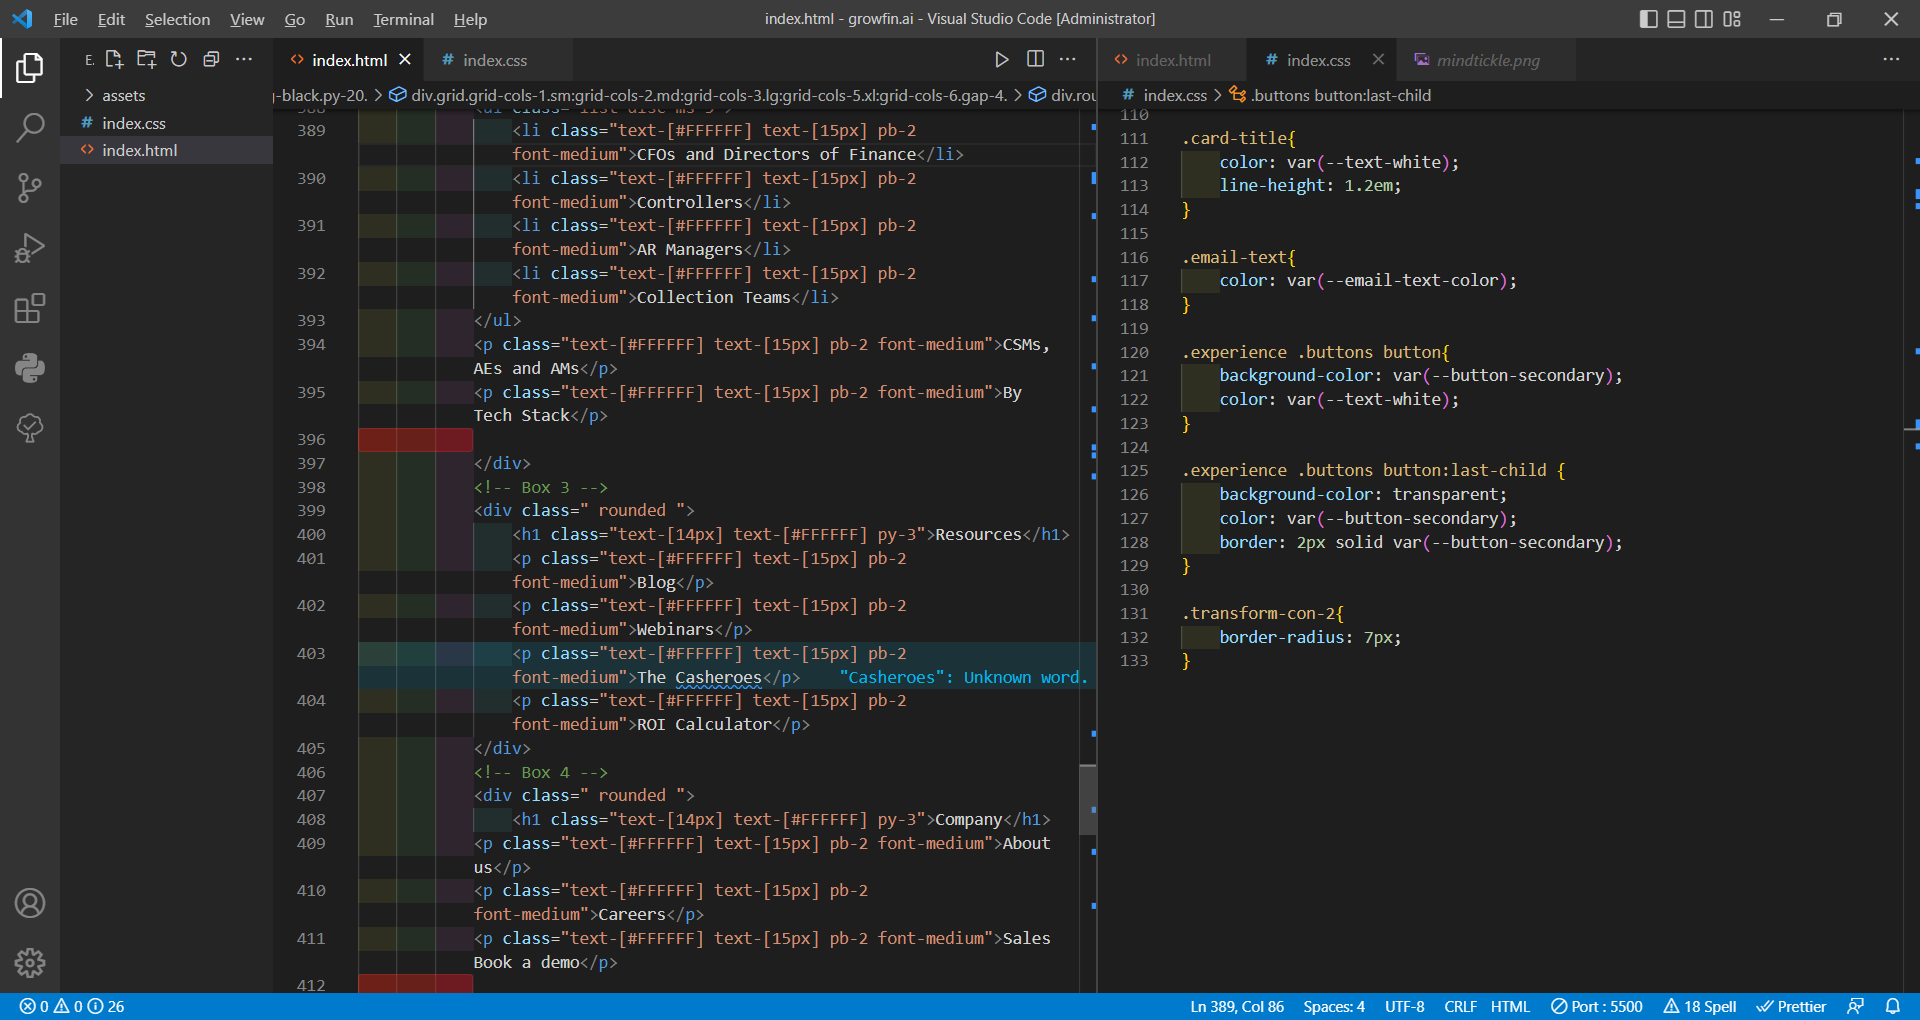 File Edit Selection View Go Run Terminal Help
index.html - growfin.ai - Visual Studio Code [Administrator]
E.
assets
# index.css
<> index.html
<> index.html
# index.css
g-black.py-20. > div.grid.grid-cols-1.sm:grid-cols-2.md:grid-cols-3.lg:grid-cols-5.xl:grid-cols-6.gap-4. > div.rou
389 <li class="text-[#FFFFFF] text-[15px] pb-2
font-medium">CFOs and Directors of Finance</li>
390 <li class="text-[#FFFFFF] text-[15px] pb-2
font-medium">Controllers</li>
391 <li class="text-[#FFFFFF] text-[15px] pb-2
font-medium">AR Managers</li>
392 <li class="text-[#FFFFFF] text-[15px] pb-2
font-medium">Collection Teams</li>
393 </ul>
394 <p class="text-[#FFFFFF] text-[15px] pb-2 font-medium">CSMs,
AEs and AMs</p>
395 <p class="text-[#FFFFFF] text-[15px] pb-2 font-medium">By
Tech Stack</p>
396
397 </div>
398 <!-- Box 3 -->
399 <div class=" rounded ">
400 <h1 class="text-[14px] text-[#FFFFFF] py-3">Resources</h1>
401 <p class="text-[#FFFFFF] text-[15px] pb-2
font-medium">Blog</p>
402 <p class="text-[#FFFFFF] text-[15px] pb-2
font-medium">Webinars</p>
403 <p class="text-[#FFFFFF] text-[15px] pb-2
font-medium">The Casheroes</p> "Casheroes": Unknown word.
404 <p class="text-[#FFFFFF] text-[15px] pb-2
font-medium">ROI Calculator</p>
405 </div>
406 <!-- Box 4 -->
407 <div class=" rounded ">
408 <h1 class="text-[14px] text-[#FFFFFF] py-3">Company</h1>
409 <p class="text-[#FFFFFF] text-[15px] pb-2 font-medium">About
us</p>
410 <p class="text-[#FFFFFF] text-[15px] pb-2
font-medium">Careers</p>
411 <p class="text-[#FFFFFF] text-[15px] pb-2 font-medium">Sales
Book a demo</p>
412
<> index.html
# index.css
mindtickle.png
# index.css > .buttons button:last-child
110
111 .card-title{
112 color: var(--text-white);
113 line-height: 1.2em;
114 }
115
116 .email-text{
117 color: var(--email-text-color);
118 }
119
120 .experience .buttons button{
121 background-color: var(--button-secondary);
122 color: var(--text-white);
123 }
124
125 .experience .buttons button:last-child {
126 background-color: transparent;
127 color: var(--button-secondary);
128 border: 2px solid var(--button-secondary);
129 }
130
131 .transform-con-2{
132 border-radius: 7px;
133 }
0 0 26
Ln 389, Col 86 Spaces: 4 UTF-8 CRLF HTML Port : 5500 18 Spell Prettier